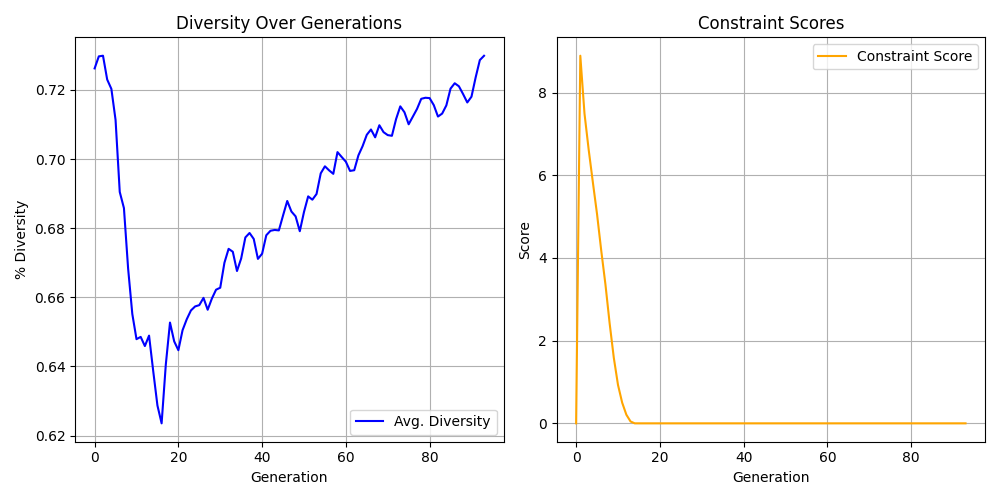 Diversity Over Generations
% Diversity
0.72
0.70
0.68
0.66
0.64
0.62
0
20
40
60
80
Generation
Avg. Diversity
Constraint Scores
Score
8
6
4
2
0
0
20
40
60
80
Generation
Constraint Score